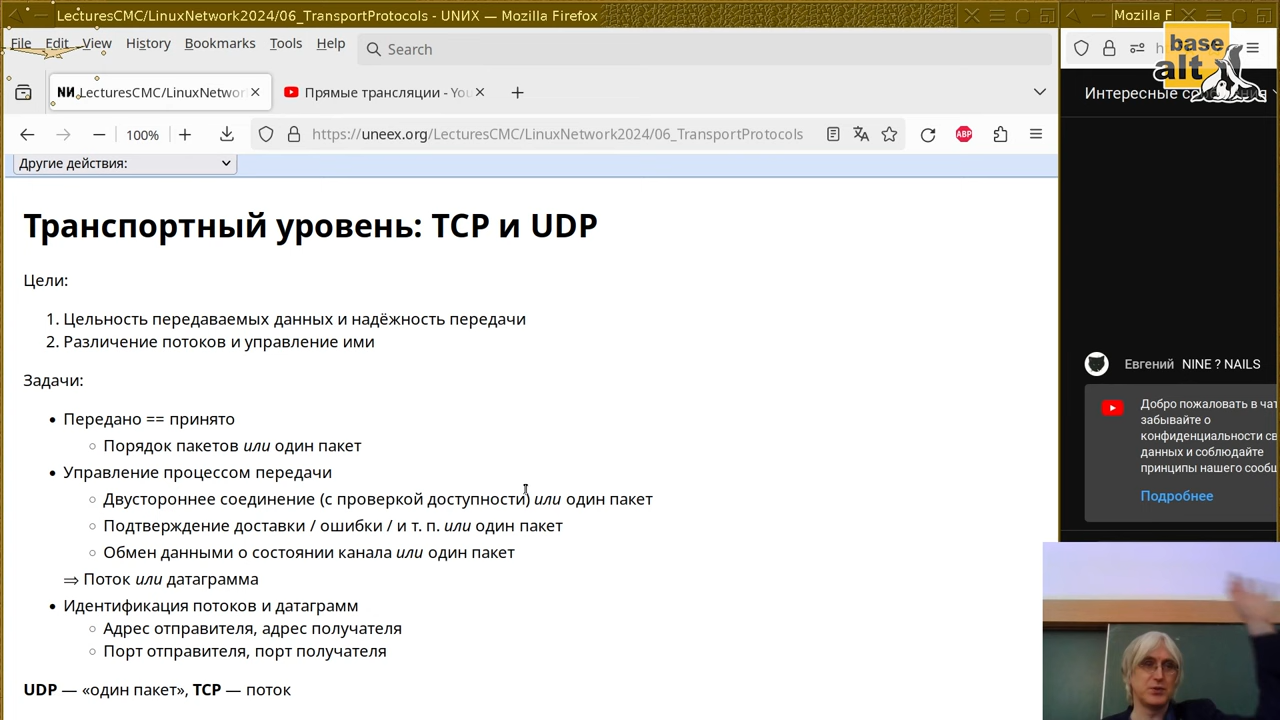 LecturesCMC/LinuxNetwork2024/06_TransportProtocols - UNИX — Mozilla Firefox
Mozilla F
File Edit View History Bookmarks Tools Help
Search
base
alt
NИ LecturesCMC/LinuxNetwor
Прямые трансляции - You
Интересные
100%
https://uneex.org/LecturesCMC/LinuxNetwork2024/06_TransportProtocols
ABP
Другие действия:
Транспортный уровень: TCP и UDP
Цели:
1. Цельность передаваемых данных и надёжность передачи
2. Различение потоков и управление ими
Задачи:
• Передано == принято
◦ Порядок пакетов или один пакет
• Управление процессом передачи
◦ Двустороннее соединение (с проверкой доступности) или один пакет
◦ Подтверждение доставки / ошибки / и т. п. или один пакет
◦ Обмен данными о состоянии канала или один пакет
⇒ Поток или датаграмма
• Идентификация потоков и датаграмм
◦ Адрес отправителя, адрес получателя
◦ Порт отправителя, порт получателя
UDP — «один пакет», TCP — поток
Евгений NINE ? NAILS
Добро пожаловать в чат
забывайте о
конфиденциальности св
данных и соблюдайте
принципы нашего сообщ
Подробнее